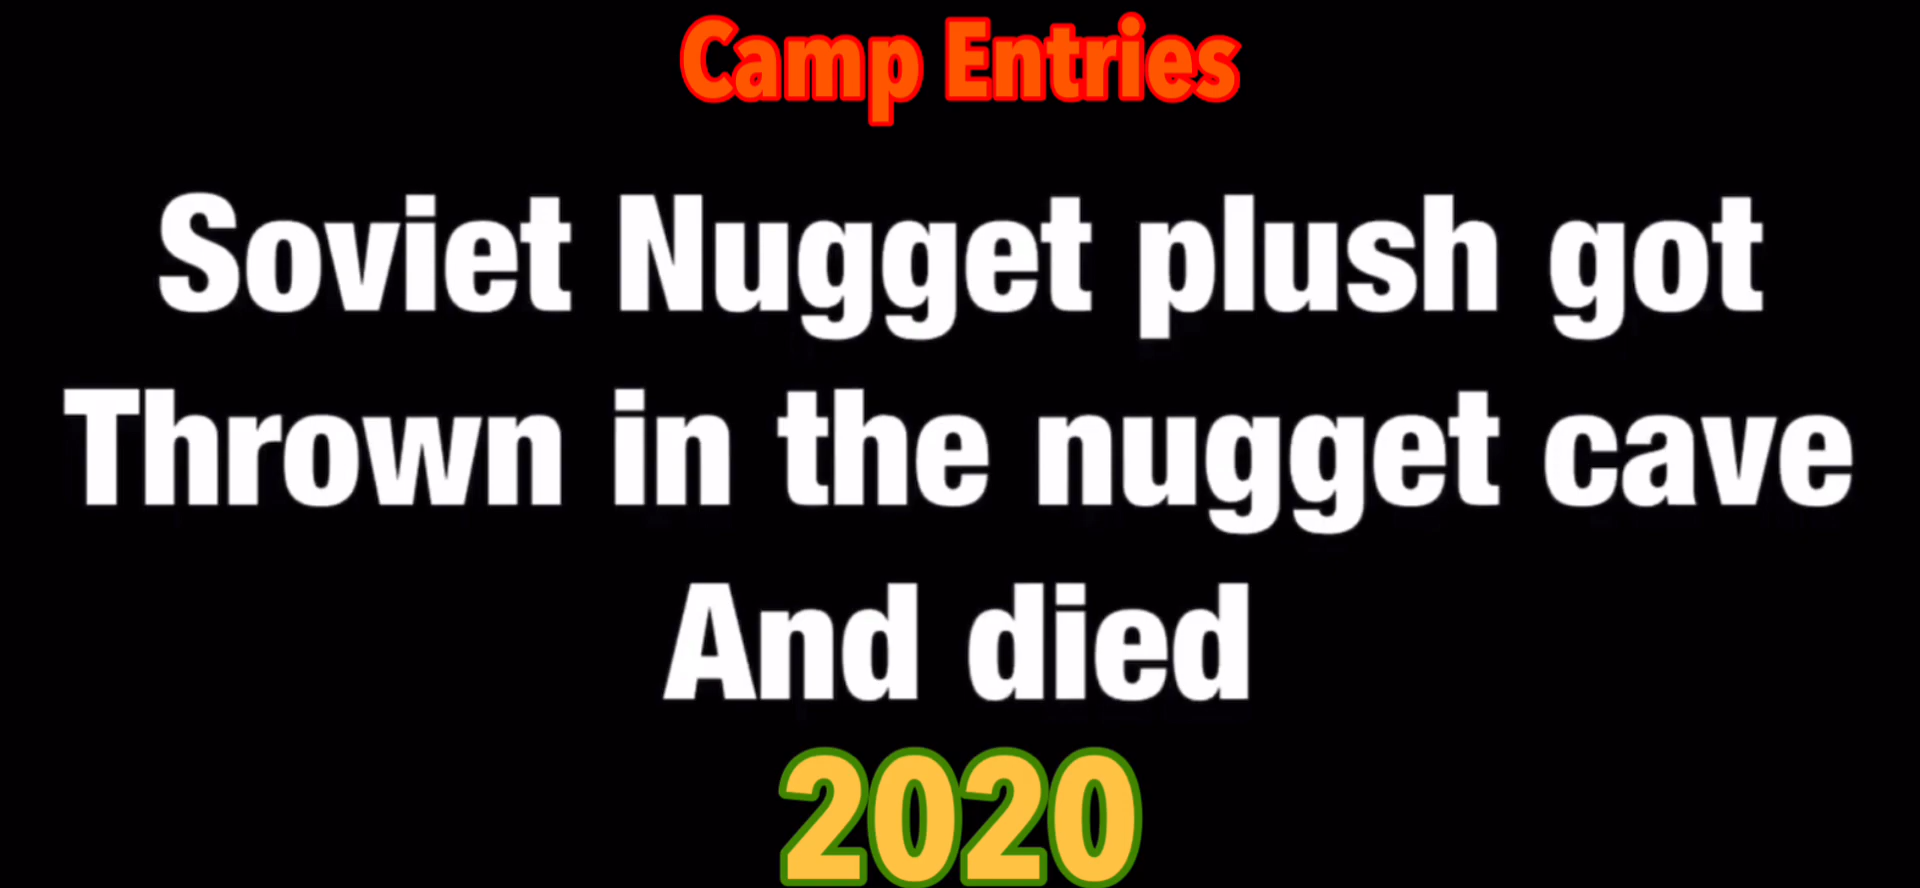 Camp Entries
Soviet Nugget plush got
Thrown in the nugget cave
And died
2020